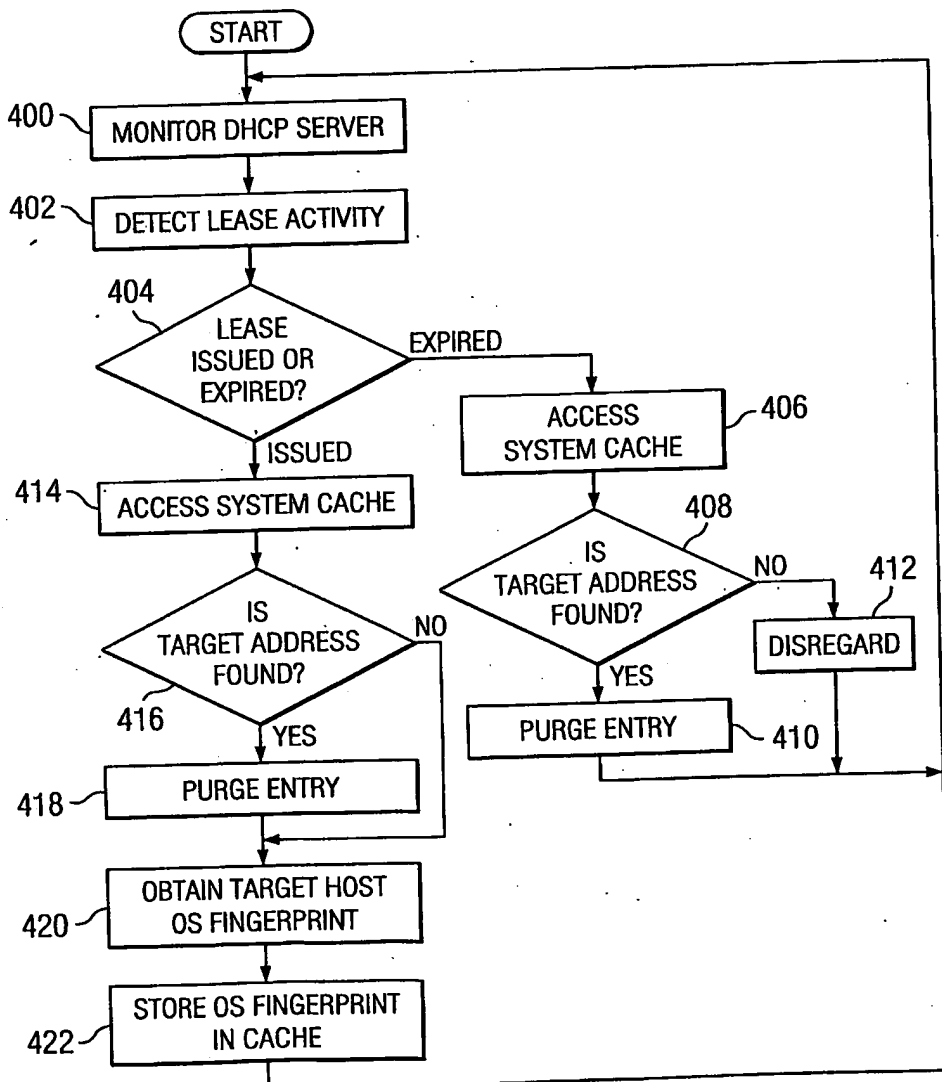 START
400
MONITOR DHCP SERVER
402
DETECT LEASE ACTIVITY
404
LEASE
ISSUED OR
EXPIRED?
EXPIRED
ISSUED
406
ACCESS
SYSTEM CACHE
414
ACCESS SYSTEM CACHE
408
IS
TARGET ADDRESS
FOUND?
NO
412
DISREGARD
YES
PURGE ENTRY
410
IS
TARGET ADDRESS
FOUND?
NO
416
YES
418
PURGE ENTRY
420
OBTAIN TARGET HOST
OS FINGERPRINT
422
STORE OS FINGERPRINT
IN CACHE